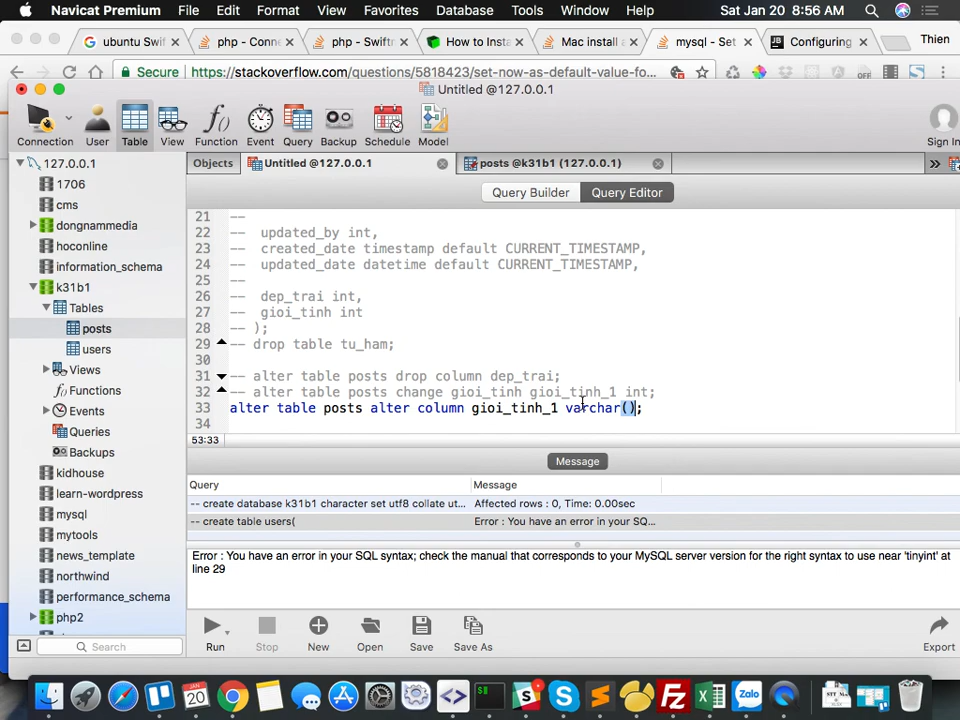 Navicat Premium File Edit Format View Favorites Database Tools Window Help Sat Jan 20 8:56 AM
ubuntu Swif php - Conne php - Swiftm How to Insta Mac install a mysql - Set Configuring Thien
Secure https://stackoverflow.com/questions/5818423/set-now-as-default-value-fo...
Untitled @127.0.0.1
Connection User Table View Function Event Query Backup Schedule Model Sign In
127.0.0.1 Objects Untitled @127.0.0.1 posts @k31b1 (127.0.0.1)
1706
Query Builder Query Editor
cms
dongnammedia
hoconline
information_schema
k31b1
Tables
posts
users
Views
Functions
Events
Queries
Backups
kidhouse
learn-wordpress
mysql
mytools
news_template
northwind
performance_schema
php2
Search
21 --
22 -- updated_by int,
23 -- created_date timestamp default CURRENT_TIMESTAMP,
24 -- updated_date datetime default CURRENT_TIMESTAMP,
25 --
26 -- dep_trai int,
27 -- gioi_tinh int
28 -- );
29 -- drop table tu_ham;
30
31 -- alter table posts drop column dep_trai;
32 -- alter table posts change gioi_tinh gioi_tinh_1 int;
33 alter table posts alter column gioi_tinh_1 varchar();
34
53:33
Message
Query Message
-- create database k31b1 character set utf8 collate ut... Affected rows : 0, Time: 0.00sec
-- create table users( Error : You have an error in your SQ...
Error : You have an error in your SQL syntax; check the manual that corresponds to your MySQL server version for the right syntax to use near 'tinyint' at
line 29
Run Stop New Open Save Save As Export